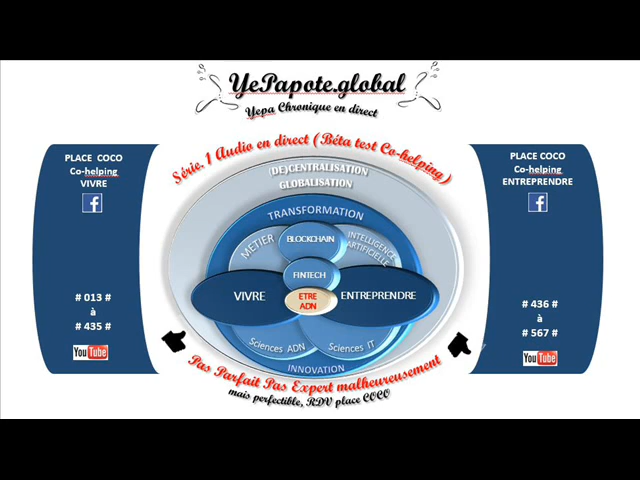 YePapote.global
Yepa Chronique en direct
Série, 1 Audio en direct (Béta test Co-helping)
PLACE COCO
Co-helping
VIVRE
# 013 #
à
# 435 #
YouTube
(DE)CENTRALISATION
GLOBALISATION
TRANSFORMATION
METIER
BLOCKCHAIN
INTELLIGENCE
ARTIFICIELLE
FINTECH
VIVRE
ETRE
ADN
ENTREPRENDRE
Sciences ADN
Sciences IT
INNOVATION
PLACE COCO
Co-helping
ENTREPRENDRE
# 436 #
à
# 567 #
YouTube
Pas Parfait Pas Expert malheureusement
mais perfectible, RDV place COCO